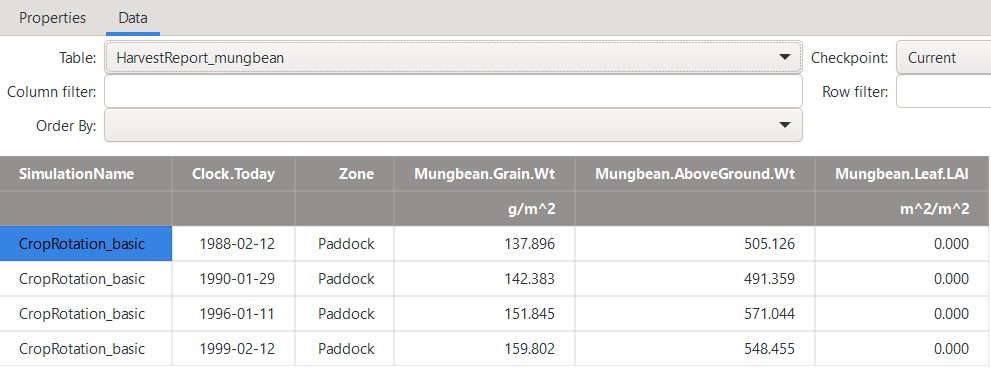 Properties Data
Table: HarvestReport_mungbean Checkpoint: Current
Column filter: Row filter:
Order By:
SimulationName Clock.Today Zone Mungbean.Grain.Wt Mungbean.AboveGround.Wt Mungbean.Leaf.LAI
g/m^2 m^2/m^2
CropRotation_basic 1988-02-12 Paddock 137.896 505.126 0.000
CropRotation_basic 1990-01-29 Paddock 142.383 491.359 0.000
CropRotation_basic 1996-01-11 Paddock 151.845 571.044 0.000
CropRotation_basic 1999-02-12 Paddock 159.802 548.455 0.000